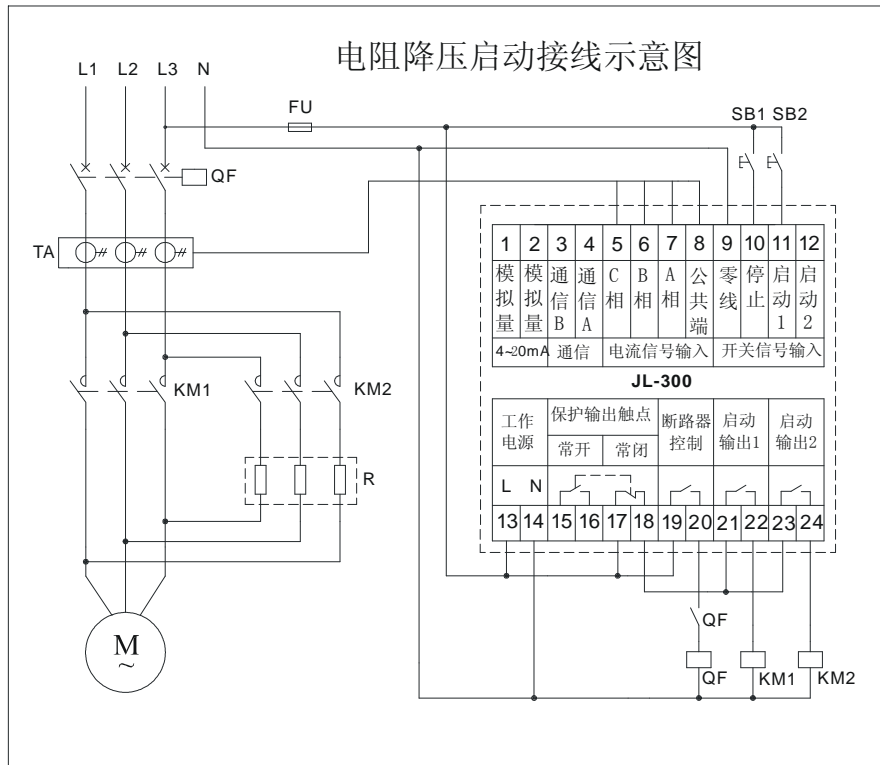 电阻降压启动接线示意图
L1 L2 L3 N
FU
SB1 SB2
QF
TA
1 2 3 4 5 6 7 8 9 10 11 12
模拟量 模拟量 通信B 通信A C相 B相 A相 公共端 零线 停止 启动1 启动2
4~20mA 通信 电流信号输入 开关信号输入
JL-300
KM1 KM2
工作电源 保护输出触点 断路器控制 启动输出1 启动输出2
常开 常闭
R
L N
13 14 15 16 17 18 19 20 21 22 23 24
QF
M
~
QF KM1 KM2